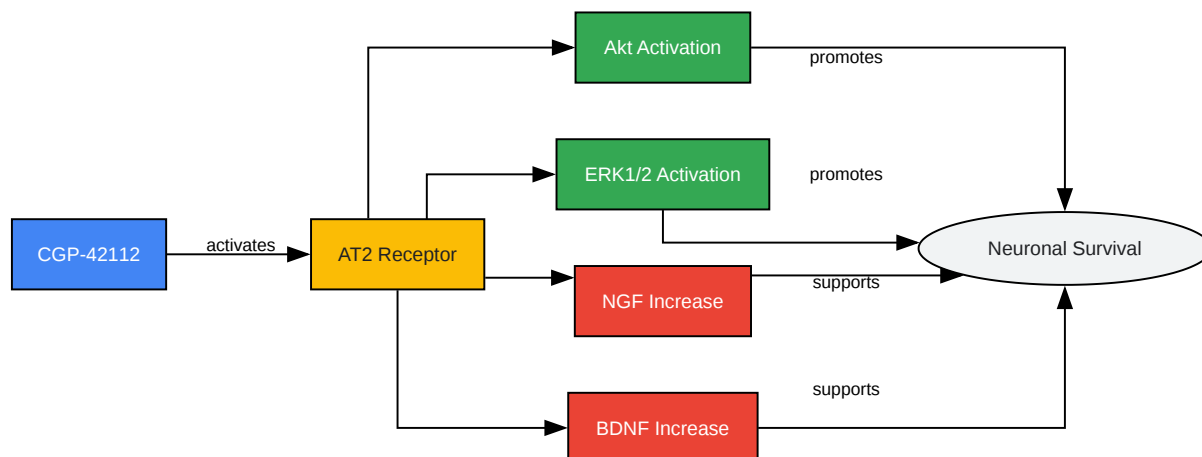 Akt Activation
promotes
ERK1/2 Activation
promotes
CGP-42112
activates
AT2 Receptor
Neuronal Survival
NGF Increase
supports
BDNF Increase
supports